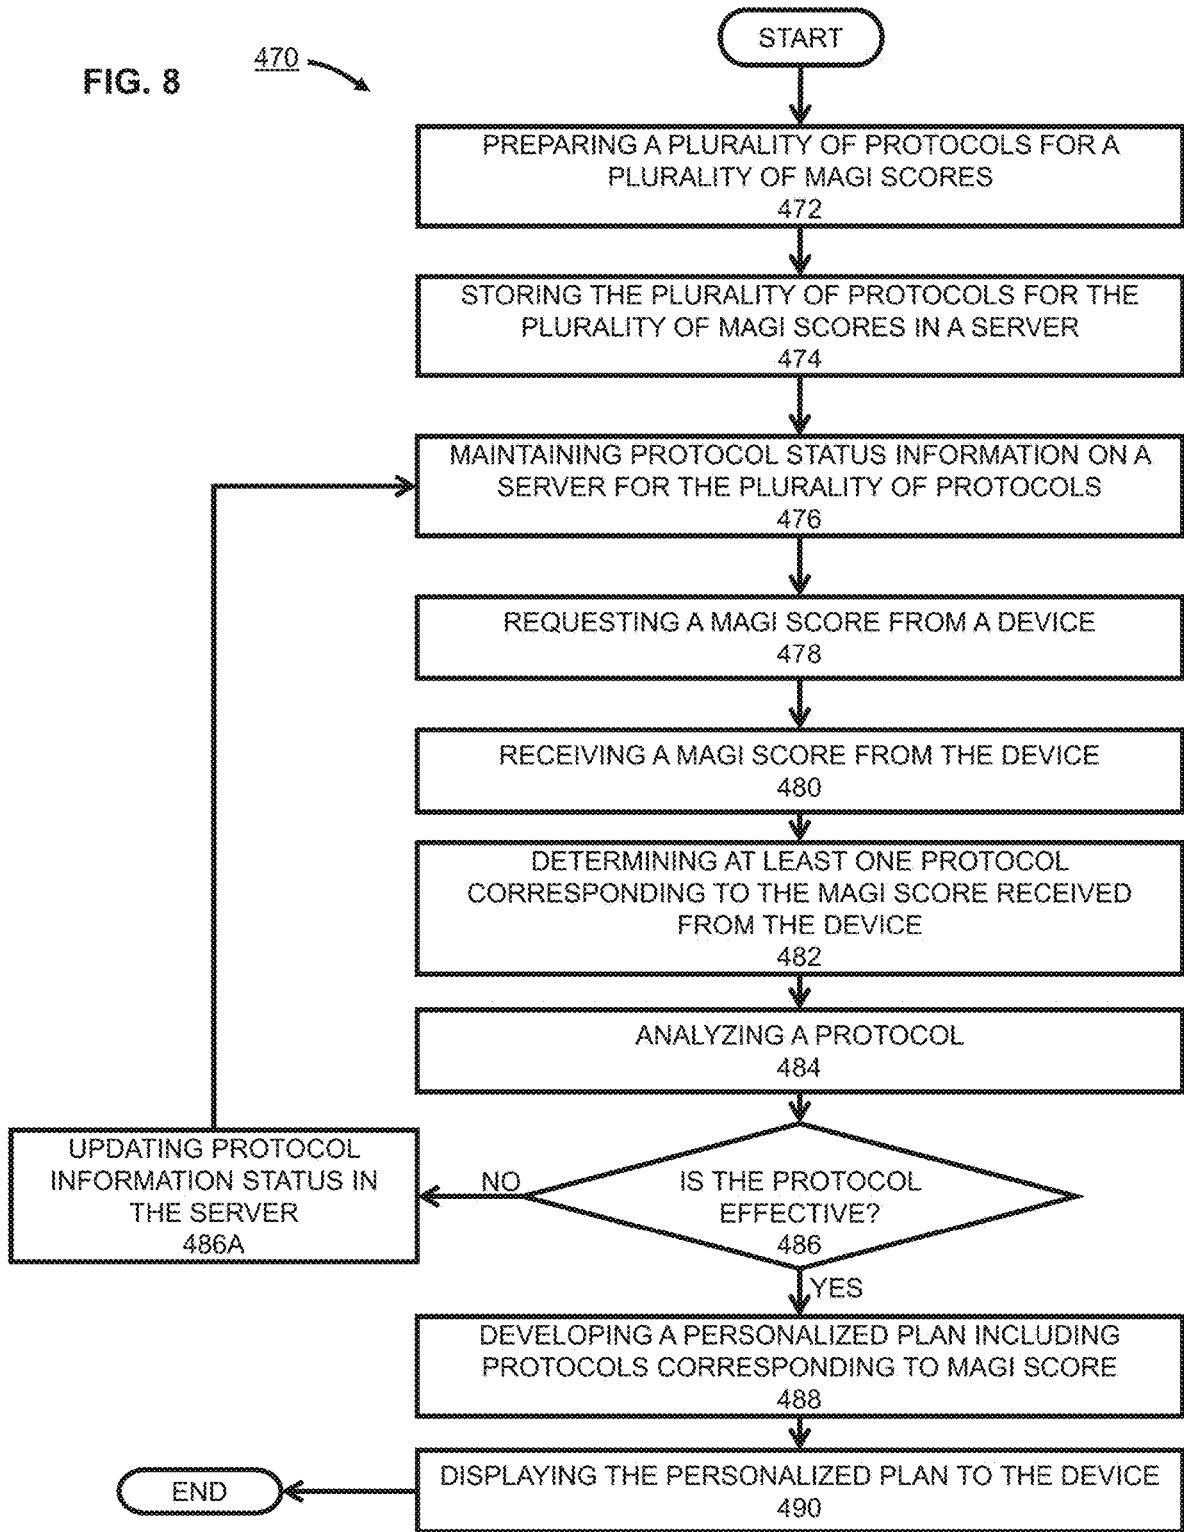 FIG. 8
470
START
PREPARING A PLURALITY OF PROTOCOLS FOR A
PLURALITY OF MAGI SCORES
472
STORING THE PLURALITY OF PROTOCOLS FOR THE
PLURALITY OF MAGI SCORES IN A SERVER
474
MAINTAINING PROTOCOL STATUS INFORMATION ON A
SERVER FOR THE PLURALITY OF PROTOCOLS
476
REQUESTING A MAGI SCORE FROM A DEVICE
478
RECEIVING A MAGI SCORE FROM THE DEVICE
480
DETERMINING AT LEAST ONE PROTOCOL
CORRESPONDING TO THE MAGI SCORE RECEIVED
FROM THE DEVICE
482
ANALYZING A PROTOCOL
484
IS THE PROTOCOL
EFFECTIVE?
486
NO
UPDATING PROTOCOL
INFORMATION STATUS IN
THE SERVER
486A
YES
DEVELOPING A PERSONALIZED PLAN INCLUDING
PROTOCOLS CORRESPONDING TO MAGI SCORE
488
DISPLAYING THE PERSONALIZED PLAN TO THE DEVICE
490
END